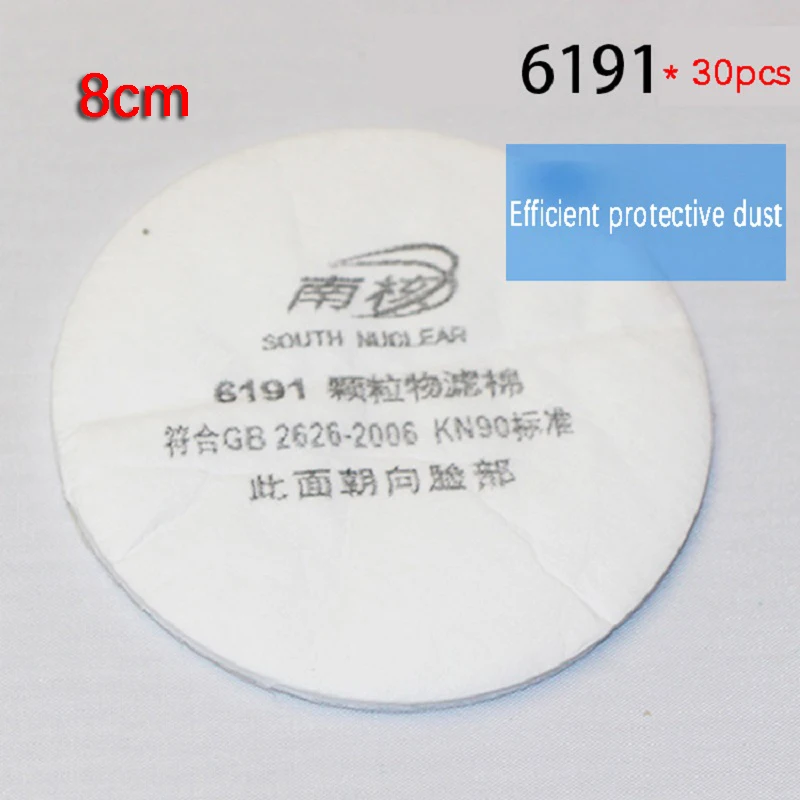 6191* 30pcs
8cm
Efficient protective dust
南核
SOUTH NUCLEAR
6191 颗粒物滤棉
符合GB 2626-2006 KN90标准
此面朝向脸部